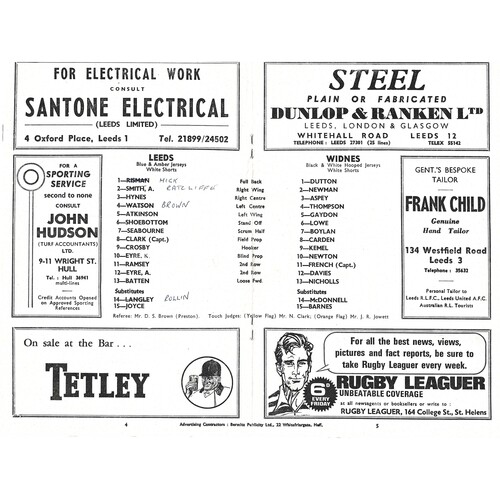 FOR ELECTRICAL WORK
CONSULT
SANTONE ELECTRICAL
(LEEDS LIMITED)
4 Oxford Place, Leeds 1 Tel. 21899/24502
STEEL
PLAIN OR FABRICATED
DUNLOP & RANKEN LTD
LEEDS, LONDON & GLASGOW
WHITEHALL ROAD LEEDS 12
TELEPHONE: LEEDS 27301 (25 lines) TELEX 55142
FOR A
SPORTING
SERVICE
second to none
CONSULT
JOHN
HUDSON
(TURF ACCOUNTANTS)
LTD.
9-11 WRIGHT ST.
HULL
Tel. : Hull 36941
multi-lines
Credit Accounts Opened
on Approved Sporting
References
LEEDS
Blue & Amber Jerseys
White Shorts
1—RISMAN HICK
2—SMITH, A. RATCLIFFE
3—HYNES
4—WATSON BROWN
5—ATKINSON
6—SHOEBOTTOM
7—SEABOURNE
8—CLARK (Capt.)
9—CROSBY
10—EYRE, K.
11—RAMSEY
12—EYRE, A.
13—BATTEN
Substitutes
14—LANGLEY ROLLIN
15—JOYCE
Full Back
Right Wing
Right Centre
Left Centre
Left Wing
Stand Off
Scrum Half
Field Prop
Hooker
Blind Prop
2nd Row
2nd Row
Loose Fwd.
WIDNES
Black & White Hooped Jerseys
White Shorts
1—DUTTON
2—NEWMAN
3—ASPEY
4—THOMPSON
5—GAYDON
6—LOWE
7—BOYLAN
8—CARDEN
9—KEMEL
10—NEWTON
11—FRENCH (Capt.)
12—DAVIES
13—NICHOLLS
Substitutes
14—McDONNELL
15—BARNES
Referee: Mr. D. S. Brown (Preston). Touch Judges: (Yellow Flag) Mr. N. Clark; (Orange Flag) Mr. J. R. Jowett
GENT.'S BESPOKE
TAILOR
FRANK CHILD
Genuine
Hand Tailor
134 Westfield Road
Leeds 3
Telephone : 35632
Personal Tailor to
Leeds R.L.F.C., Leeds United A.F.C.
Australian R.L. Tourists
On sale at the Bar . . .
TETLEY
For all the best news, views,
pictures and fact reports, be sure to
take Rugby Leaguer every week.
RUGBY LEAGUER
UNBEATABLE COVERAGE
at all newsagents or booksellers - or write to :
RUGBY LEAGUER, 164 College St., St. Helens
6D
EVERY
FRIDAY
4
Advertising Contractors : Berwins Publicity Ltd., 22 Whitefriargate, Hull.
5